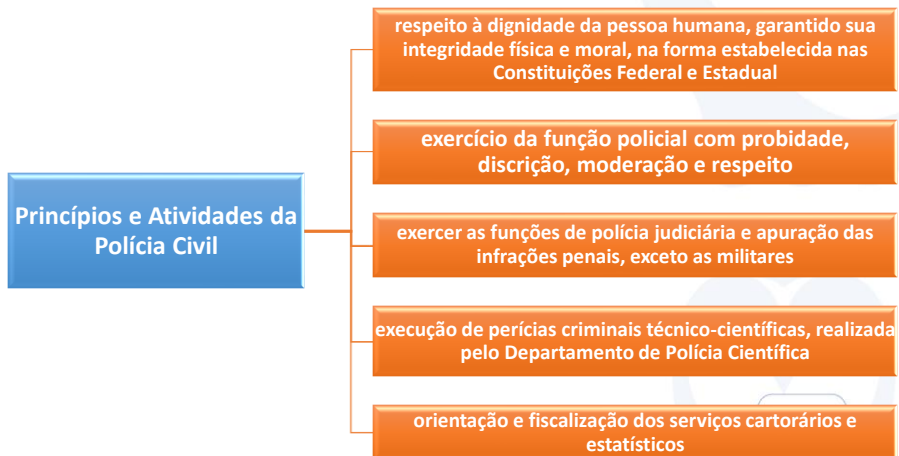 respeito à dignidade da pessoa humana, garantido sua
integridade física e moral, na forma estabelecida nas
Constituições Federal e Estadual
exercício da função policial com probidade,
discrição, moderação e respeito
Princípios e Atividades da
Polícia Civil
exercer as funções de polícia judiciária e apuração das
infrações penais, exceto as militares
execução de perícias criminais técnico-científicas, realizada
pelo Departamento de Polícia Científica
orientação e fiscalização dos serviços cartorários e
estatísticos